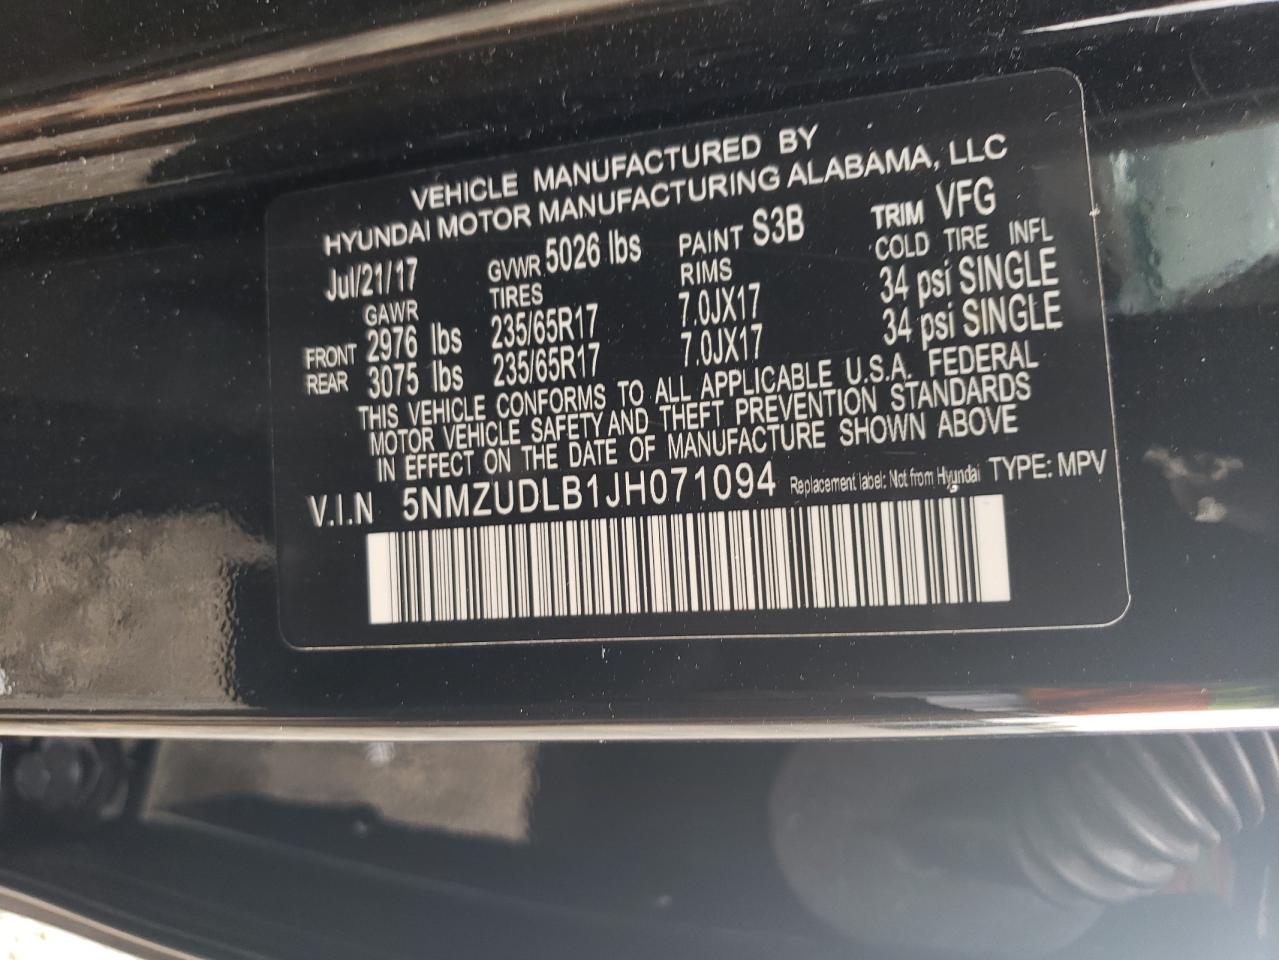 VEHICLE MANUFACTURED BY
HYUNDAI MOTOR MANUFACTURING ALABAMA, LLC
Jul/21/17 GVWR 5026 lbs PAINT S3B TRIM VFG
GAWR TIRES RIMS COLD TIRE INFL
FRONT 2976 lbs 235/65R17 7.0JX17 34 psi SINGLE
REAR 3075 lbs 235/65R17 7.0JX17 34 psi SINGLE
THIS VEHICLE CONFORMS TO ALL APPLICABLE U.S.A. FEDERAL
MOTOR VEHICLE SAFETY AND THEFT PREVENTION STANDARDS
IN EFFECT ON THE DATE OF MANUFACTURE SHOWN ABOVE
V.I.N 5NMZUDLB1JH071094 Replacement label: Not from Hyundai TYPE: MPV